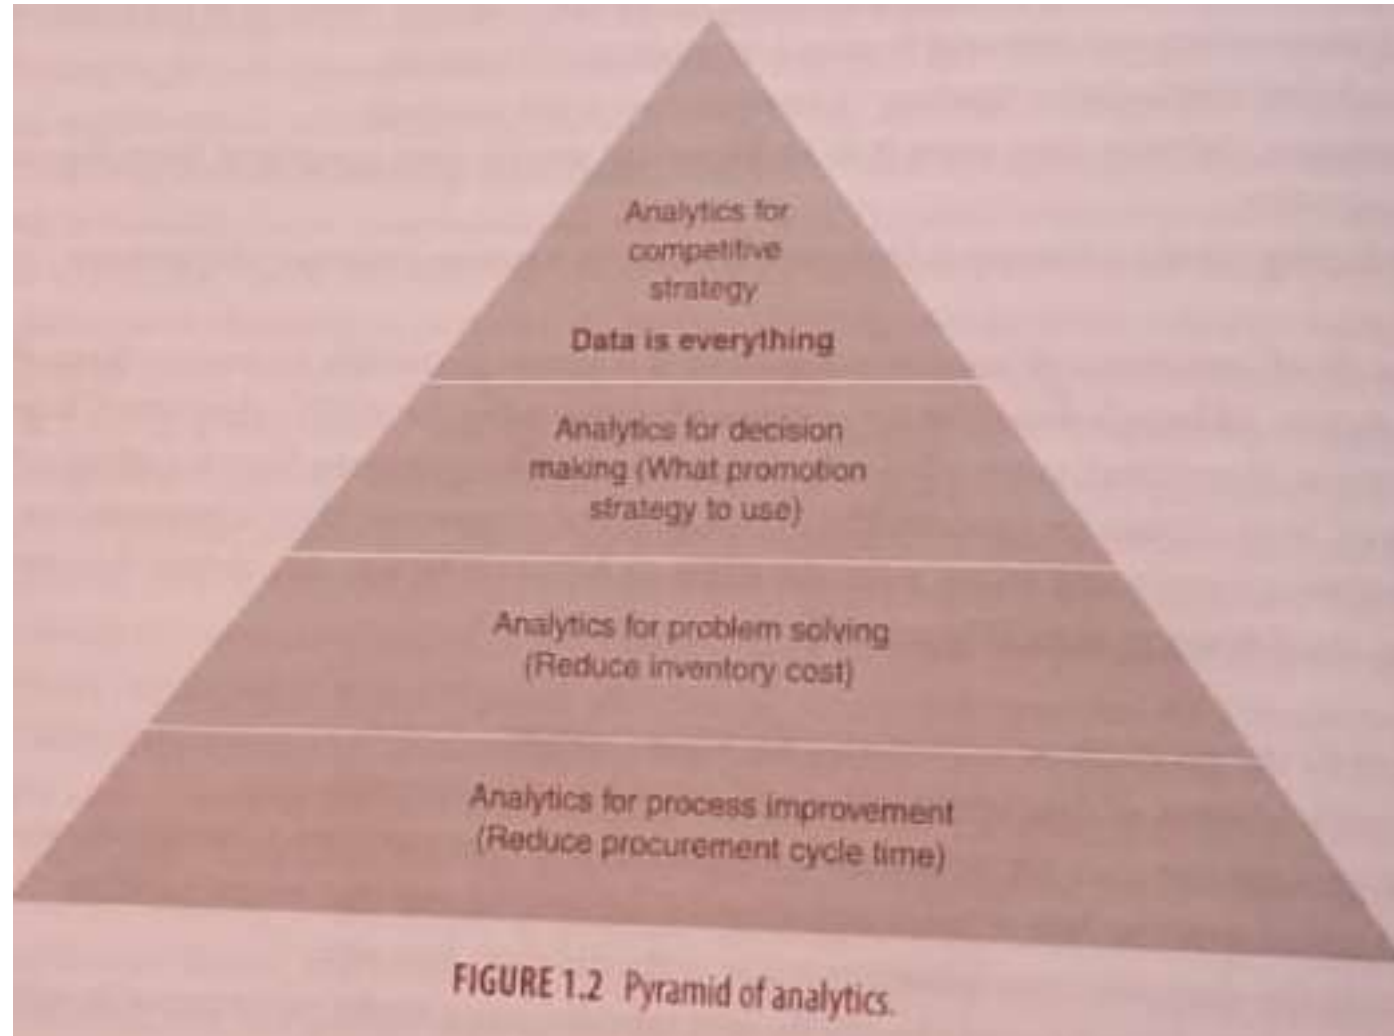 Analytics for
competitive
strategy
Data is everything
Analytics for decision
making (What promotion
strategy to use)
Analytics for problem solving
(Reduce inventory cost)
Analytics for process improvement
(Reduce procurement cycle time)
FIGURE 1.2 Pyramid of analytics.